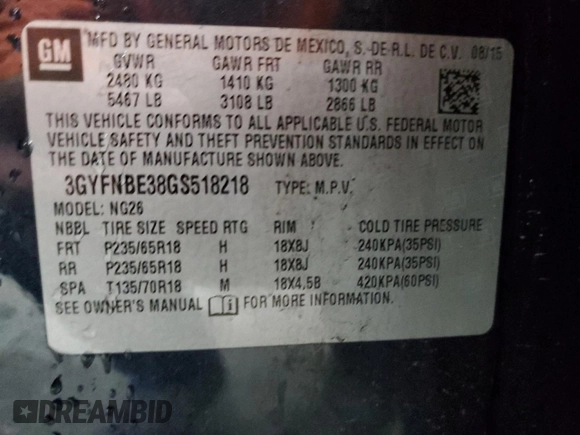 GM
MFD BY GENERAL MOTORS DE MEXICO, S. DE R.L. DE C.V. 08/15
GVWR GAWR FRT GAWR RR
2480 KG 1410 KG 1300 KG
5467 LB 3108 LB 2866 LB
THIS VEHICLE CONFORMS TO ALL APPLICABLE U.S. FEDERAL MOTOR
VEHICLE SAFETY AND THEFT PREVENTION STANDARDS IN EFFECT ON
THE DATE OF MANUFACTURE SHOWN ABOVE.
3GYFNBE38GS518218 TYPE: M.P.V.
MODEL: NG26
NBBL TIRE SIZE SPEED RTG RIM COLD TIRE PRESSURE
FRT P235/65R18 H 18X8J 240KPA(35PSI)
RR P235/65R18 H 18X8J 240KPA(35PSI)
SPA T135/70R18 M 18X4.5B 420KPA(60PSI)
SEE OWNER'S MANUAL FOR MORE INFORMATION.
DREAMBID